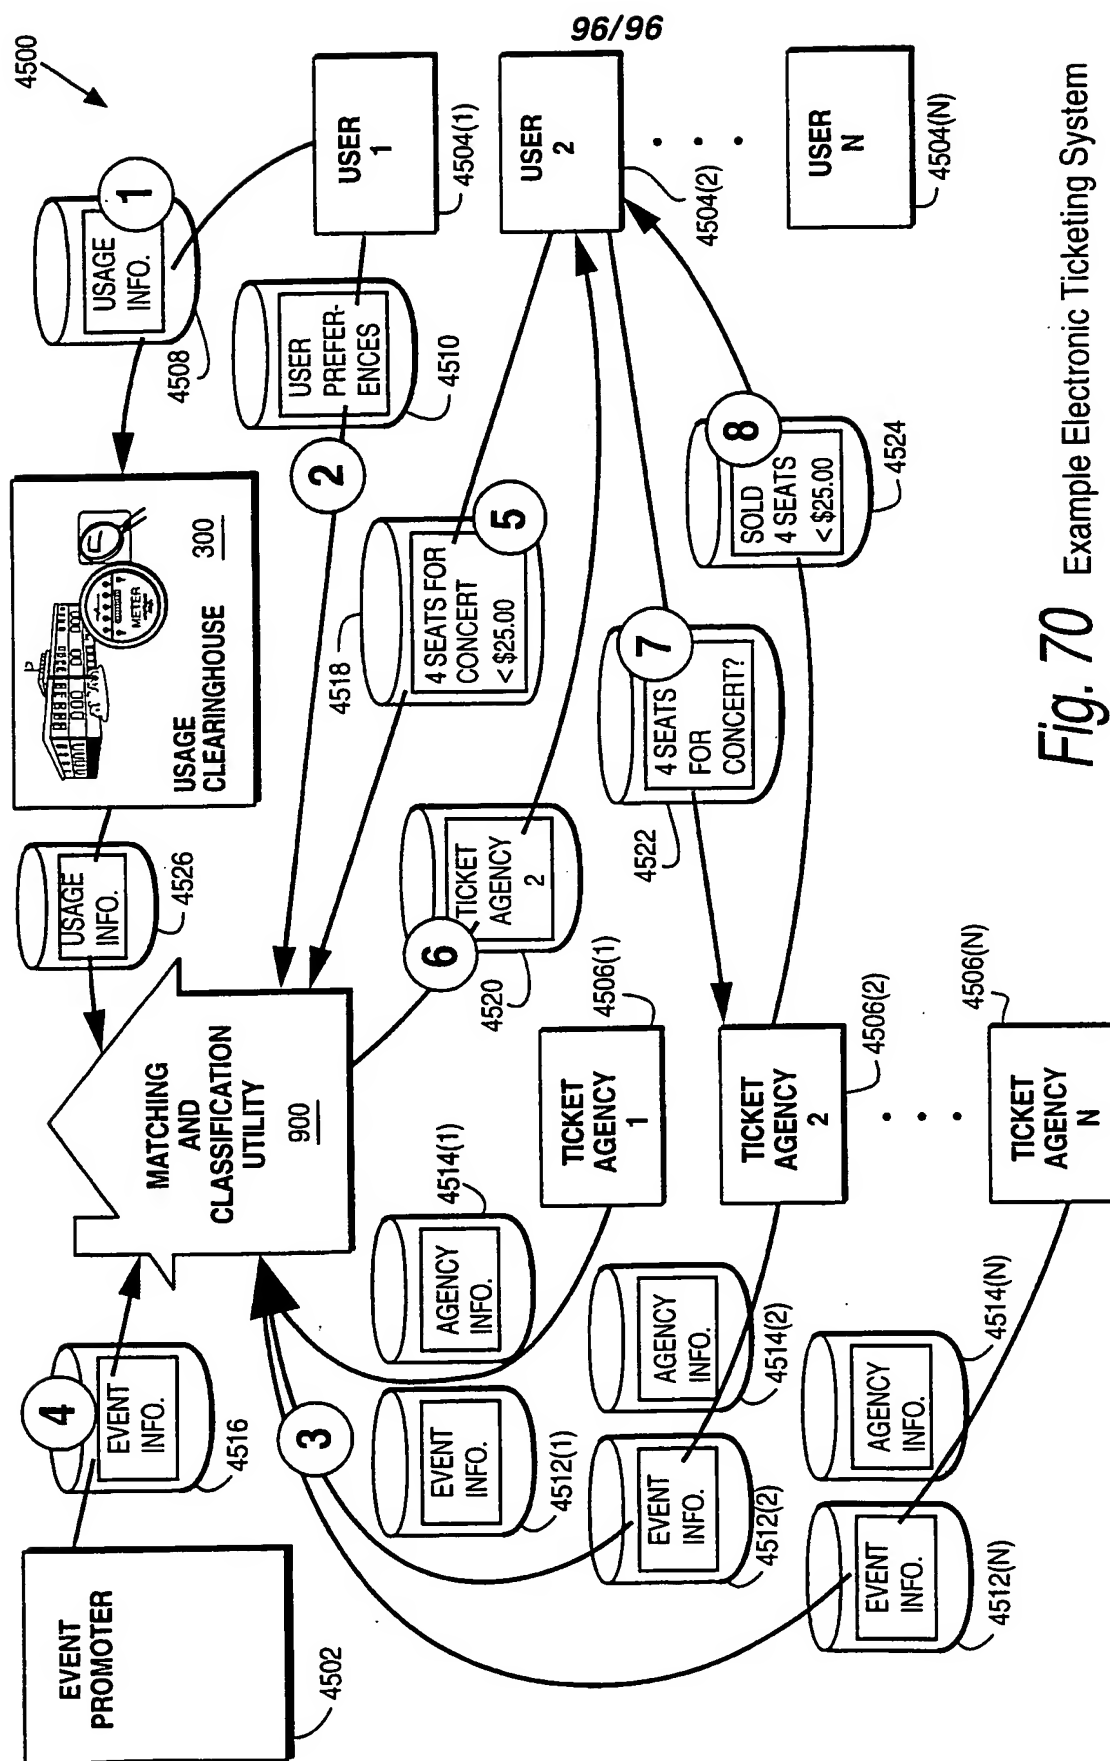 96/96
4500
EVENT
PROMOTER
4502
4
EVENT
INFO.
4516
MATCHING
AND
CLASSIFICATION
UTILITY
900
USAGE
INFO.
4526
METER
300
USAGE
CLEARINGHOUSE
1
USAGE
INFO.
4508
USER
1
4504(1)
2
USER
PREFER-
ENCES
4510
5
4 SEATS FOR
CONCERT
< $25.00
4518
USER
2
4504(2)
USER
N
4504(N)
6
TICKET
AGENCY
2
4520
7
4 SEATS
FOR
CONCERT?
4522
8
SOLD
4 SEATS
< $25.00
4524
3
EVENT
INFO.
4512(1)
AGENCY
INFO.
4514(1)
TICKET
AGENCY
1
4506(1)
EVENT
INFO.
4512(2)
AGENCY
INFO.
4514(2)
TICKET
AGENCY
2
4506(2)
EVENT
INFO.
4512(N)
AGENCY
INFO.
4514(N)
TICKET
AGENCY
N
4506(N)
Fig. 70 Example Electronic Ticketing System